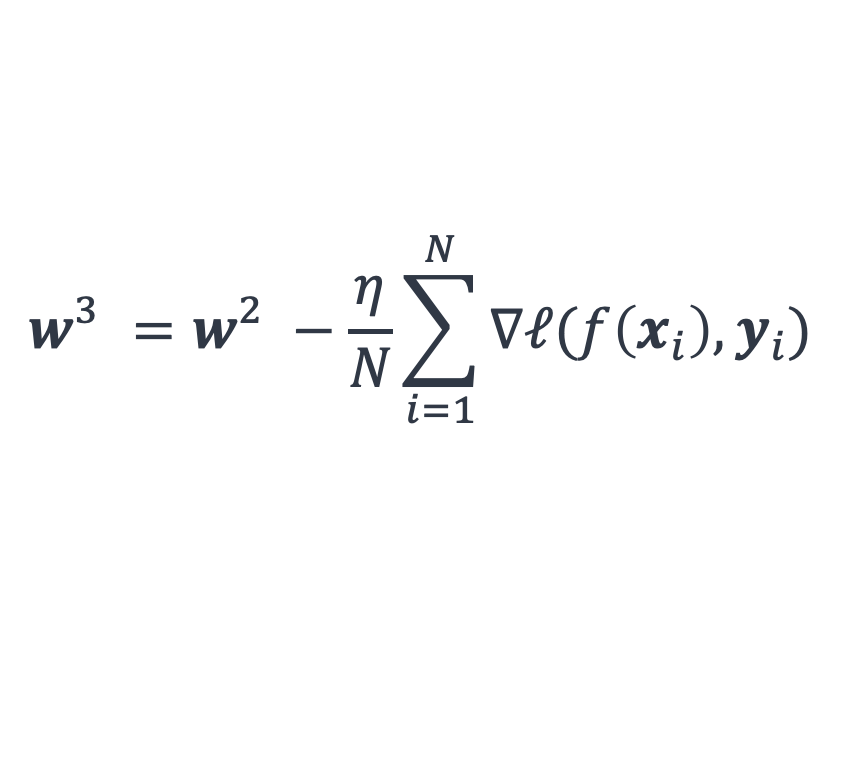 𝒘³ = 𝒘² − η/N ∑_{i=1}^{N} ∇ℓ(f(𝒙ᵢ), 𝒚ᵢ)